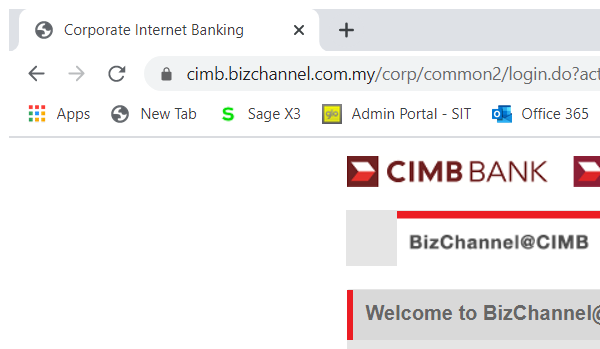 Corporate Internet Banking
cimb.bizchannel.com.my/corp/common2/login.do?act
Apps New Tab S Sage X3 glo Admin Portal - SIT Office 365
CIMB BANK
BizChannel@CIMB
Welcome to BizChannel@